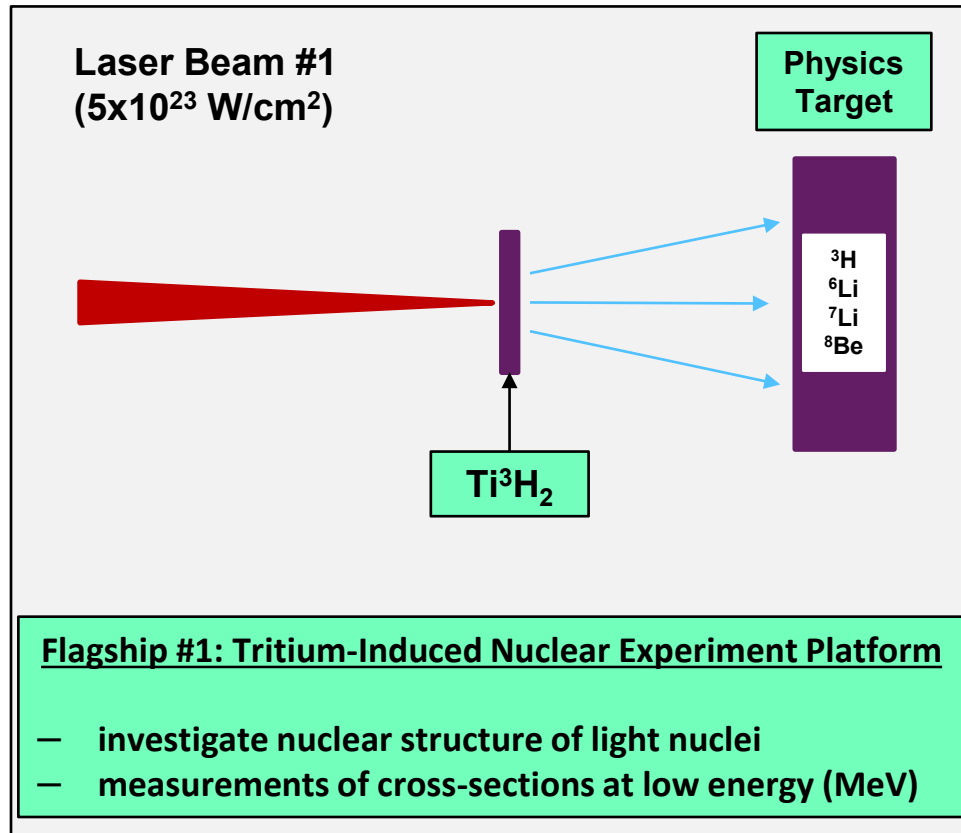 Laser Beam #1
(5x10²³ W/cm²)
Physics
Target
³H
⁶Li
⁷Li
⁸Be
Ti³H₂
Flagship #1: Tritium-Induced Nuclear Experiment Platform
– investigate nuclear structure of light nuclei
– measurements of cross-sections at low energy (MeV)